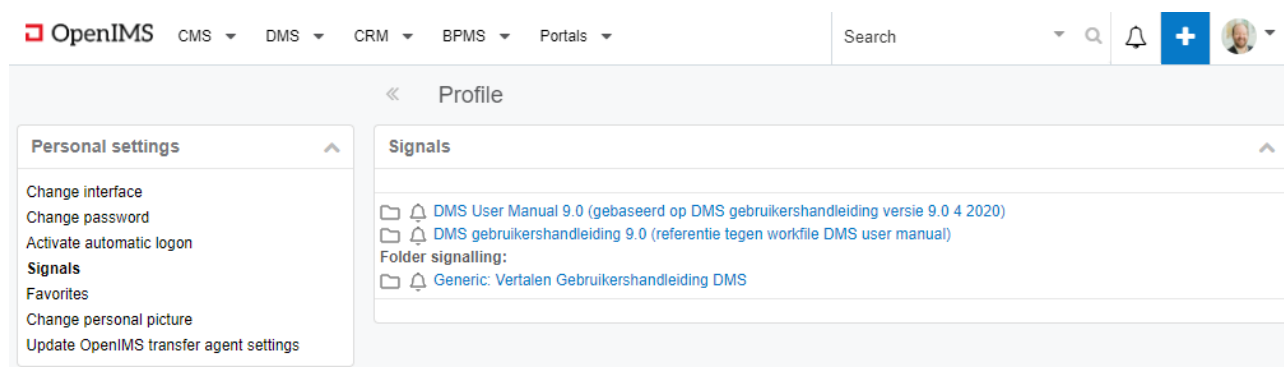 OpenIMS CMS DMS CRM BPMS Portals Search
Profile
Personal settings
Change interface
Change password
Activate automatic logon
Signals
Favorites
Change personal picture
Update OpenIMS transfer agent settings
Signals
DMS User Manual 9.0 (gebaseerd op DMS gebruikershandleiding versie 9.0 4 2020)
DMS gebruikershandleiding 9.0 (referentie tegen workfile DMS user manual)
Folder signalling:
Generic: Vertalen Gebruikershandleiding DMS